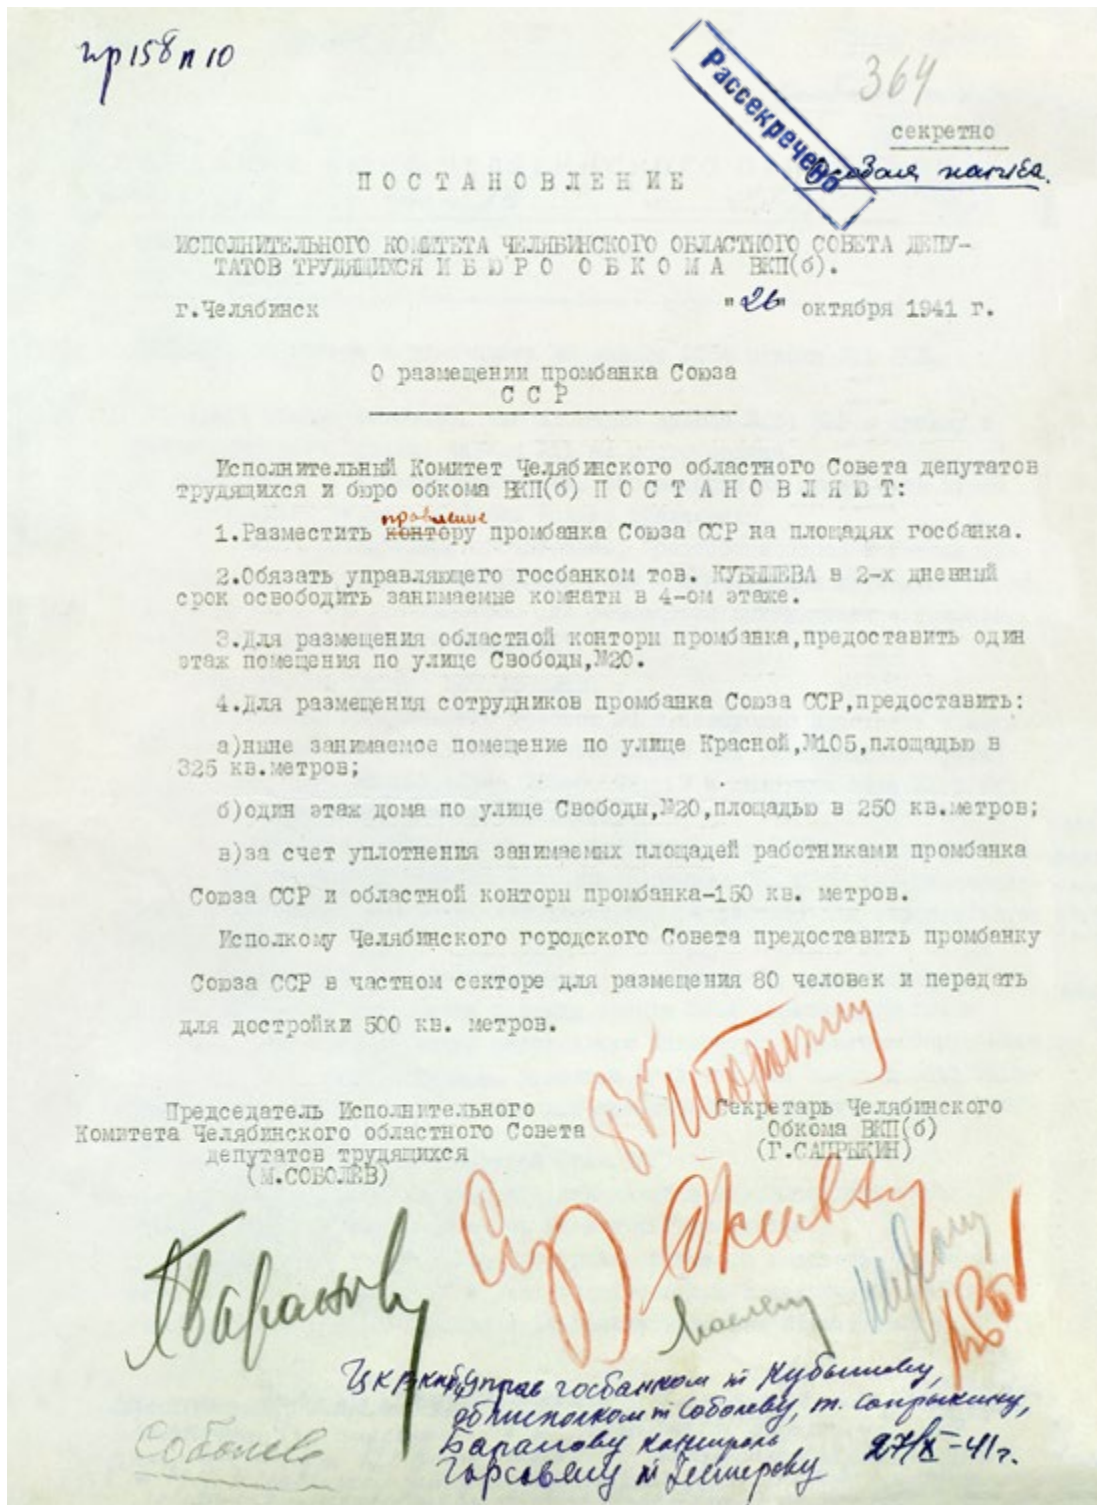 пр 158 п 10
364
Рассекречено
секретно
Особая папка.
ПОСТАНОВЛЕНИЕ
ИСПОЛНИТЕЛЬНОГО КОМИТЕТА ЧЕЛЯБИНСКОГО ОБЛАСТНОГО СОВЕТА ДЕПУ-
ТАТОВ ТРУДЯЩИХСЯ И БЮРО ОБКОМА ВКП(б).
г.Челябинск "26" октября 1941 г.
О размещении промбанка Союза
ССР
Исполнительный Комитет Челябинского областного Совета депутатов
трудящихся и бюро обкома ВКП(б) ПОСТАНОВЛЯЮТ:
правление
1.Разместить контору промбанка Союза ССР на площадях госбанка.
2.Обязать управляющего госбанком тов. КУБЫШЕВА в 2-х дневный
срок освободить занимаемые комнаты в 4-ом этаже.
3.Для размещения областной конторы промбанка,предоставить один
этаж помещения по улице Свободы,№20.
4.Для размещения сотрудников промбанка Союза ССР,предоставить:
а)ныне занимаемое помещение по улице Красной,№105,площадью в
325 кв.метров;
б)один этаж дома по улице Свободы,№20,площадью в 250 кв.метров;
в)за счет уплотнения занимаемых площадей работниками промбанка
Союза ССР и областной конторы промбанка-150 кв. метров.
Исполкому Челябинского городского Совета предоставить промбанку
Союза ССР в частном секторе для размещения 80 человек и передать
для достройки 500 кв. метров.
Председатель Исполнительного
Комитета Челябинского областного Совета
депутатов трудящихся
(М.СОБОЛЕВ)
Секретарь Челябинского
Обкома ВКП(б)
(Г.САПРЫКИН)
Баранову
госбанком т Кубышеву,
облисполком т Соболеву, т. Сапрыкину,
Баранову
27/X-41г.
Соболев